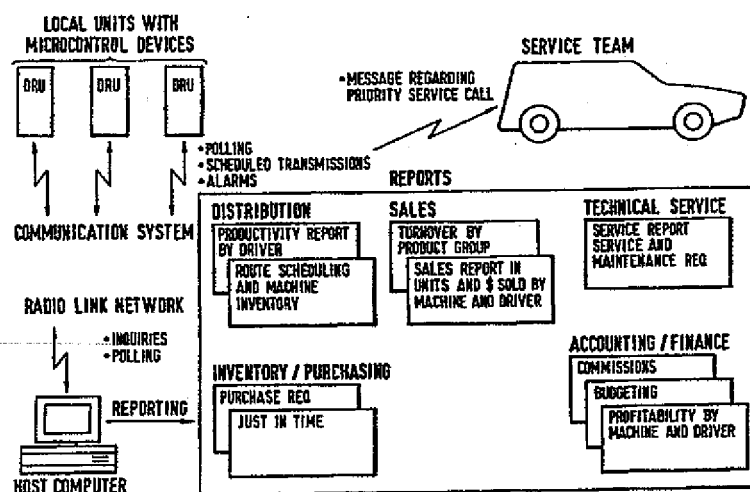 LOCAL UNITS WITH
MICROCONTROL DEVICES
DRU
DRU
DRU
SERVICE TEAM
•MESSAGE REGARDING
PRIORITY SERVICE CALL
•POLLING
•SCHEDULED TRANSMISSIONS
•ALARMS
COMMUNICATION SYSTEM
RADIO LINK NETWORK
•INQUIRIES
•POLLING
REPORTING
HOST COMPUTER
REPORTS
DISTRIBUTION
PRODUCTIVITY REPORT
BY DRIVER
ROUTE SCHEDULING
AND MACHINE
INVENTORY
SALES
TURNOVER BY
PRODUCT GROUP
SALES REPORT IN
UNITS AND $ SOLD BY
MACHINE AND DRIVER
TECHNICAL SERVICE
SERVICE REPORT
SERVICE AND
MAINTENANCE REQ
INVENTORY / PURCHASING
PURCHASE REQ
JUST IN TIME
ACCOUNTING / FINANCE
COMMISSIONS
BUDGETING
PROFITABILITY BY
MACHINE AND DRIVER